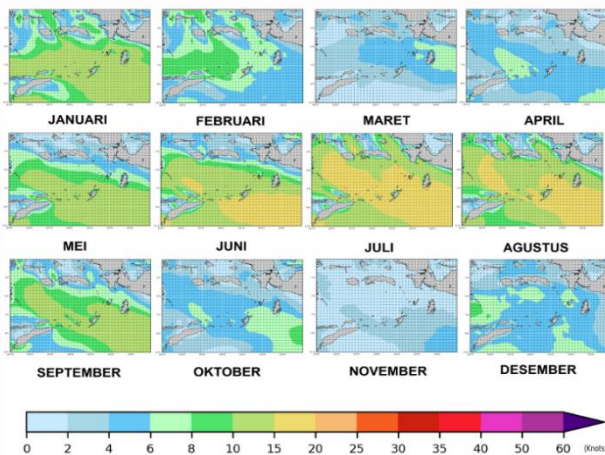 JANUARI FEBRUARI MARET APRIL
MEI JUNI JULI AGUSTUS
SEPTEMBER OKTOBER NOVEMBER DESEMBER
0 2 4 6 8 10 15 20 25 30 35 40 50 60 (Knots